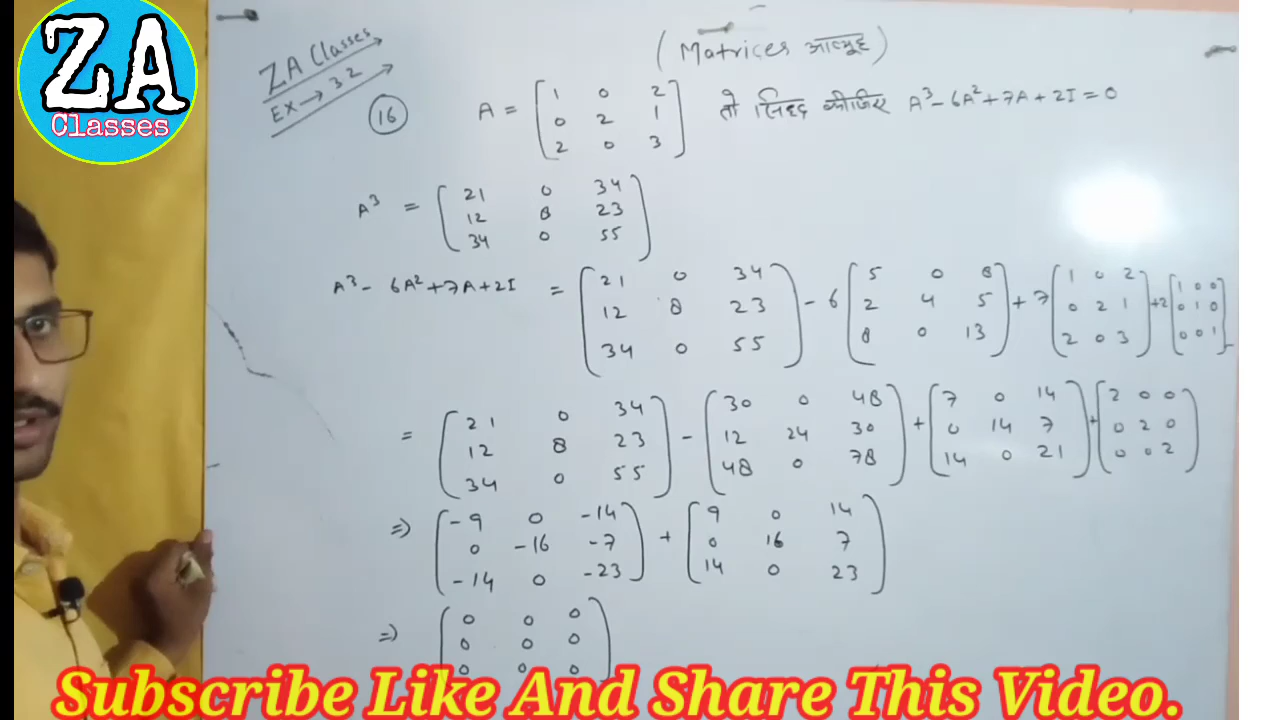 ZA
Classes
ZA Classes
Ex→32
(Matrices आव्यूह)
(16) A = [1 0 2 तो सिद्ध कीजिए A³-6A²+7A+2I=0
0 2 1
2 0 3]
A³ = [21 0 34
12 8 23
34 0 55]
A³-6A²+7A+2I = [21 0 34] - 6 [5 0 8] + 7 [1 0 2] +2 [1 0 0]
[12 8 23] [2 4 5] [0 2 1] [0 1 0]
[34 0 55] [8 0 13] [2 0 3] [0 0 1]
= [21 0 34] - [30 0 48] + [7 0 14] + [2 0 0]
[12 8 23] [12 24 30] [0 14 7] [0 2 0]
[34 0 55] [48 0 78] [14 0 21] [0 0 2]
⇒ [-9 0 -14] + [9 0 14]
[0 -16 -7] [0 16 7]
[-14 0 -23] [14 0 23]
⇒ [0 0 0
0 0 0
0 0 0]
Subscribe Like And Share This Video.